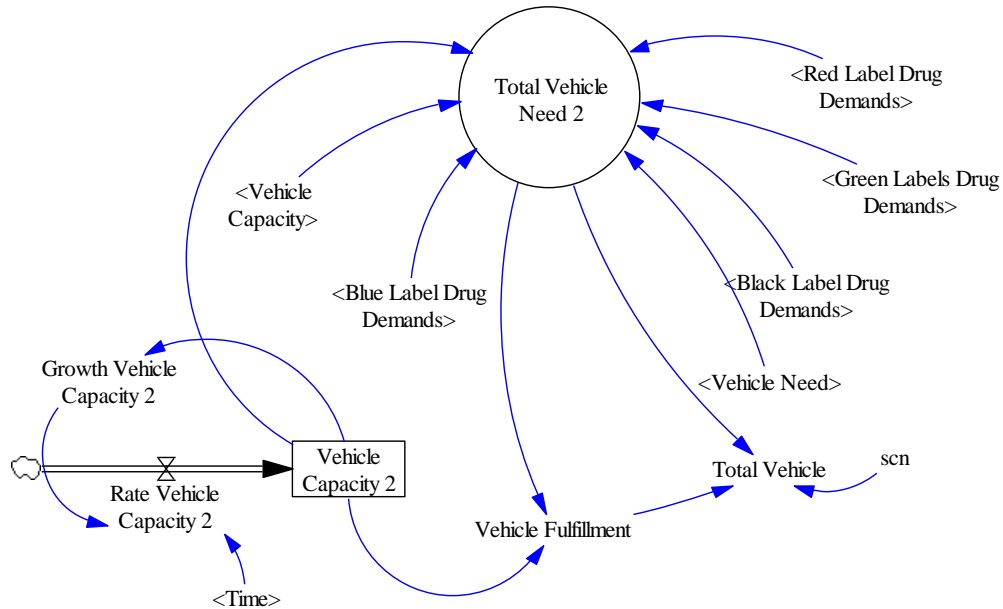 Total Vehicle
Need 2
<Red Label Drug
Demands>
<Vehicle
Capacity>
<Green Labels Drug
Demands>
<Blue Label Drug
Demands>
<Black Label Drug
Demands>
Growth Vehicle
Capacity 2
<Vehicle Need>
Vehicle
Capacity 2
Total Vehicle
scn
Rate Vehicle
Capacity 2
Vehicle Fulfillment
<Time>